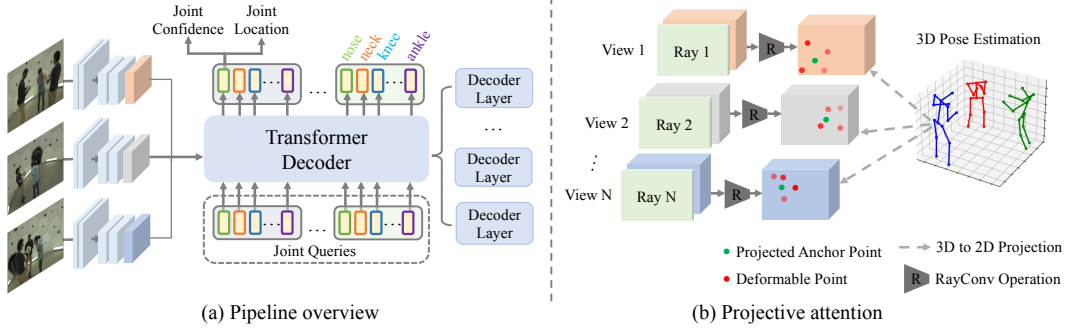 Joint
Confidence
Joint
Location
nose
neck
knee
ankle
...
...
...
Transformer
Decoder
...
...
...
Joint Queries
Decoder
Layer
...
Decoder
Layer
Decoder
Layer
(a) Pipeline overview
View 1
Ray 1
R
View 2
Ray 2
R
⋮
View N
Ray N
R
3D Pose Estimation
Projected Anchor Point
Deformable Point
3D to 2D Projection
R
RayConv Operation
(b) Projective attention